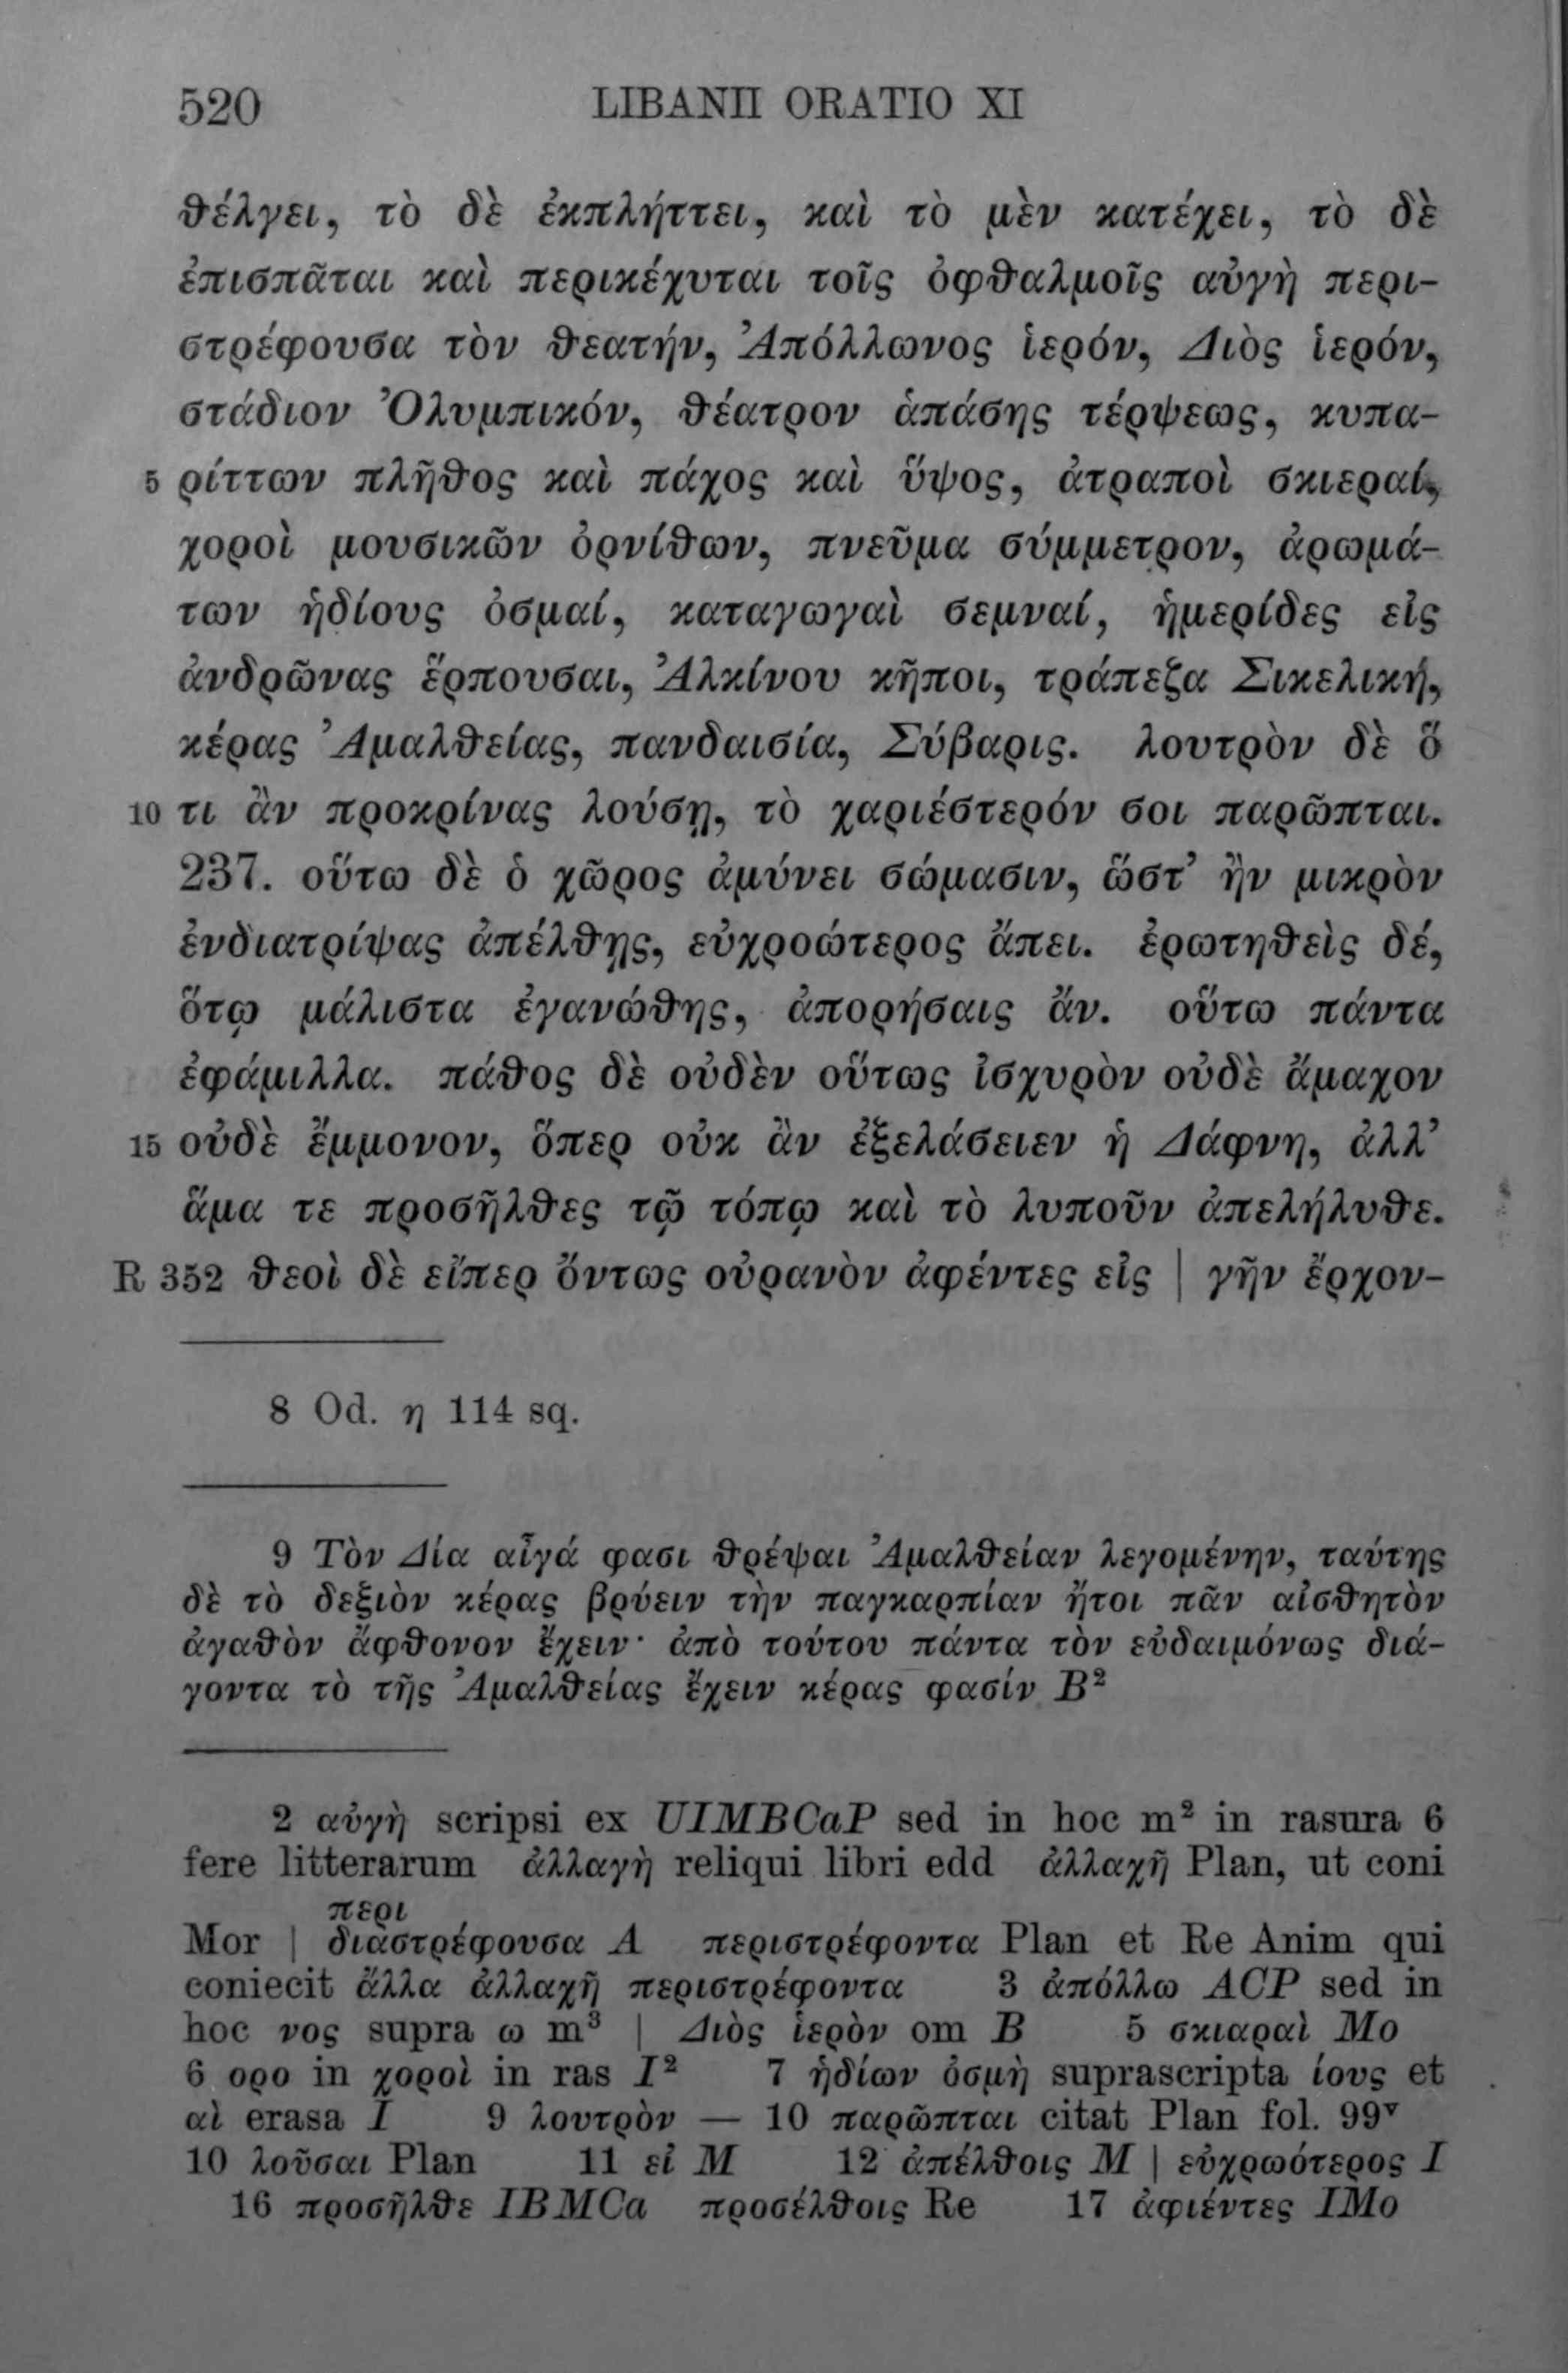 520 LIBANII ORATIO XI
θέλγει, τὸ δὲ ἐκπλήττει, καὶ τὸ μὲν κατέχει, τὸ δὲ
ἐπισπᾶται καὶ περικέχυται τοῖς ὀφθαλμοῖς αὐγὴ περι-
στρέφουσα τὸν θεατήν, Ἀπόλλωνος ἱερόν, Διὸς ἱερόν,
στάδιον Ὀλυμπικόν, θέατρον ἁπάσης τέρψεως, κυπα-
5 ρίττων πλῆθος καὶ πάχος καὶ ὕψος, ἀτραποὶ σκιεραί,
χοροὶ μουσικῶν ὀρνίθων, πνεῦμα σύμμετρον, ἀρωμά-
των ἡδίους ὀσμαί, καταγωγαὶ σεμναί, ἡμερίδες εἰς
ἀνδρῶνας ἕρπουσαι, Ἀλκίνου κῆποι, τράπεζα Σικελική,
κέρας Ἀμαλθείας, πανδαισία, Σύβαρις. λουτρὸν δὲ ὅ
10 τι ἂν προκρίνας λούσῃ, τὸ χαριέστερόν σοι παρῶπται.
237. οὕτω δὲ ὁ χῶρος ἀμύνει σώμασιν, ὥστ’ ἢν μικρὸν
ἐνδιατρίψας ἀπέλθῃς, εὐχροώτερος ἄπει. ἐρωτηθεὶς δέ,
ὅτῳ μάλιστα ἐγανώθης, ἀπορήσαις ἄν. οὕτω πάντα
ἐφάμιλλα. πάθος δὲ οὐδὲν οὕτως ἰσχυρὸν οὐδὲ ἄμαχον
15 οὐδὲ ἔμμονον, ὅπερ οὐκ ἂν ἐξελάσειεν ἡ Δάφνη, ἀλλ’
ἅμα τε προσῆλθες τῷ τόπῳ καὶ τὸ λυποῦν ἀπελήλυθε.
R 352 θεοὶ δὲ εἴπερ ὄντως οὐρανὸν ἀφέντες εἰς | γῆν ἔρχον-
8 Od. η 114 sq.
9 Τὸν Δία αἶγά φασι θρέψαι Ἀμαλθείαν λεγομένην, ταύτης
δὲ τὸ δεξιὸν κέρας βρύειν τὴν παγκαρπίαν ἤτοι πᾶν αἰσθητὸν
ἀγαθὸν ἄφθονον ἔχειν· ἀπὸ τούτου πάντα τὸν εὐδαιμόνως διά-
γοντα τὸ τῆς Ἀμαλθείας ἔχειν κέρας φασίν B²
2 αὐγὴ scripsi ex UIMBCaP sed in hoc m² in rasura 6
fere litterarum ἀλλαγὴ reliqui libri edd ἀλλαχῆ Plan, ut coni
περι
Mor | διαστρέφουσα A περιστρέφοντα Plan et Re Anim qui
coniecit ἄλλα ἀλλαχῆ περιστρέφοντα 3 ἀπόλλω ACP sed in
hoc νος supra ω m³ | Διὸς ἱερὸν om B 5 σκιαραὶ Mo
6 ορο in χοροὶ in ras I² 7 ἡδίων ὀσμὴ suprascripta ίους et
αὶ erasa I 9 λουτρὸν — 10 παρῶπται citat Plan fol. 99ᵛ
10 λοῦσαι Plan 11 εἰ M 12 ἀπέλθοις M | εὐχρωότερος I
16 προσῆλθε IBMCa προσέλθοις Re 17 ἀφιέντες IMo